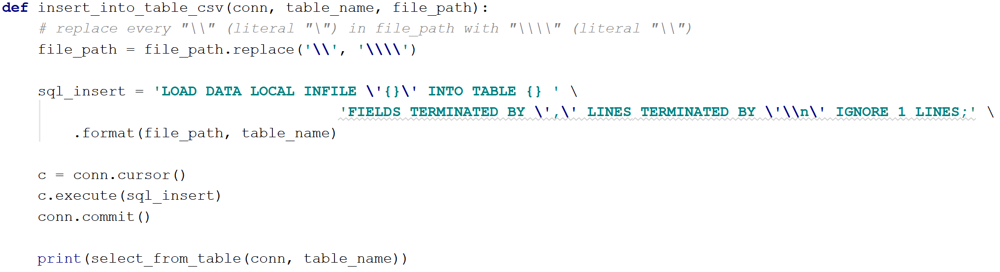 def insert_into_table_csv(conn, table_name, file_path):
    # replace every "\\" (literal "\") in file_path with "\\\\" (literal "\\")
    file_path = file_path.replace('\\', '\\\\')

    sql_insert = 'LOAD DATA LOCAL INFILE \'{}\' INTO TABLE {} ' \
                                  'FIELDS TERMINATED BY \',\' LINES TERMINATED BY \'\\n\' IGNORE 1 LINES;' \
        .format(file_path, table_name)

    c = conn.cursor()
    c.execute(sql_insert)
    conn.commit()

    print(select_from_table(conn, table_name))